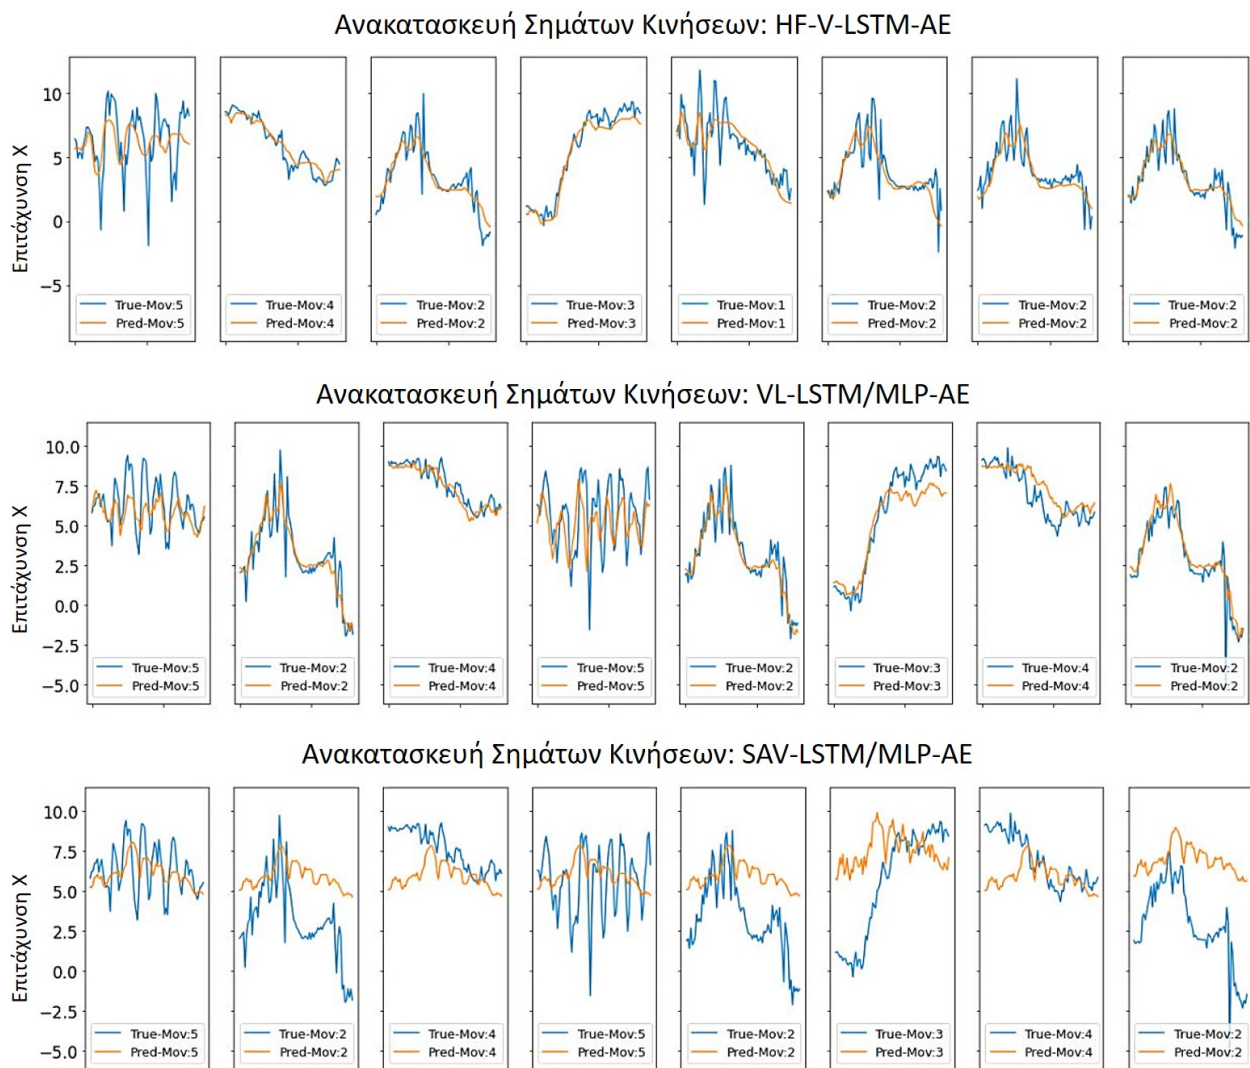 Ανακατασκευή Σημάτων Κινήσεων: HF-V-LSTM-AE
Επιτάχυνση X
10
5
0
−5
True-Mov:5
Pred-Mov:5
True-Mov:4
Pred-Mov:4
True-Mov:2
Pred-Mov:2
True-Mov:3
Pred-Mov:3
True-Mov:1
Pred-Mov:1
True-Mov:2
Pred-Mov:2
True-Mov:2
Pred-Mov:2
True-Mov:2
Pred-Mov:2
Ανακατασκευή Σημάτων Κινήσεων: VL-LSTM/MLP-AE
Επιτάχυνση X
10.0
7.5
5.0
2.5
0.0
−2.5
−5.0
True-Mov:5
Pred-Mov:5
True-Mov:2
Pred-Mov:2
True-Mov:4
Pred-Mov:4
True-Mov:5
Pred-Mov:5
True-Mov:2
Pred-Mov:2
True-Mov:3
Pred-Mov:3
True-Mov:4
Pred-Mov:4
True-Mov:2
Pred-Mov:2
Ανακατασκευή Σημάτων Κινήσεων: SAV-LSTM/MLP-AE
Επιτάχυνση X
10.0
7.5
5.0
2.5
0.0
−2.5
−5.0
True-Mov:5
Pred-Mov:5
True-Mov:2
Pred-Mov:2
True-Mov:4
Pred-Mov:4
True-Mov:5
Pred-Mov:5
True-Mov:2
Pred-Mov:2
True-Mov:3
Pred-Mov:3
True-Mov:4
Pred-Mov:4
True-Mov:2
Pred-Mov:2